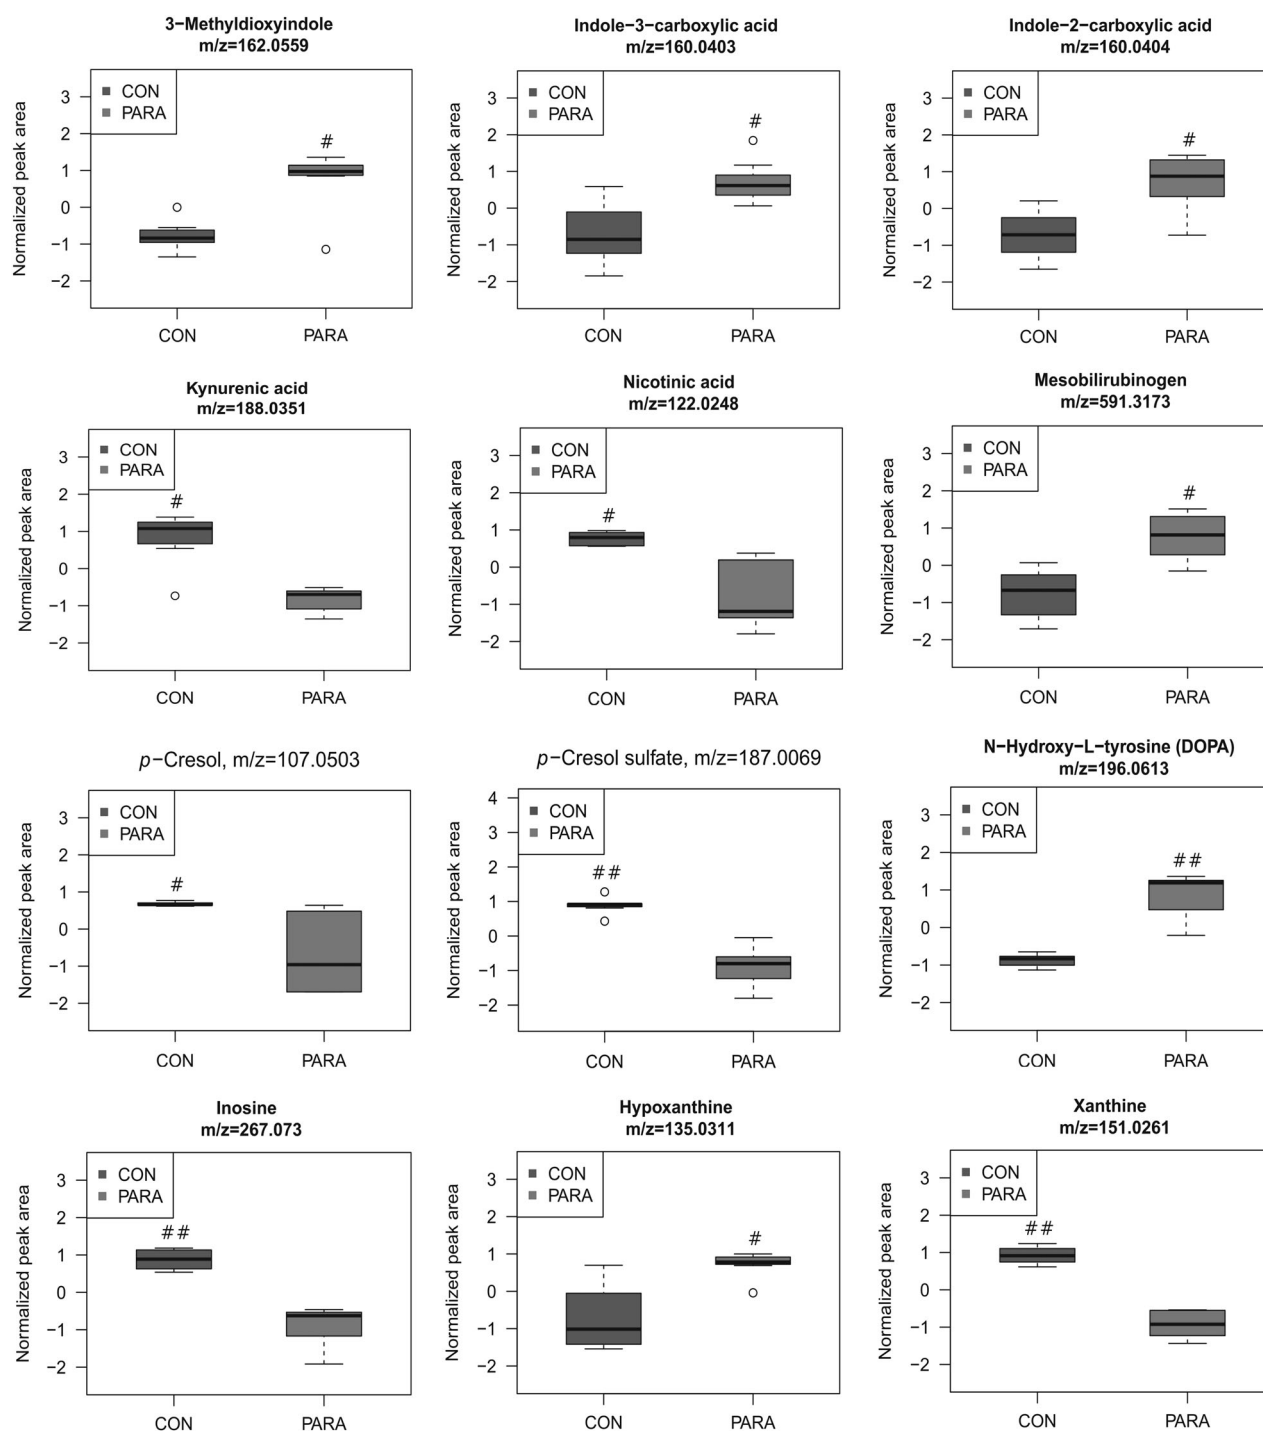 3−Methyldioxyindole
m/z=162.0559
Normalized peak area
3
2
1
0
−1
−2
CON
PARA
#
CON
PARA
Indole−3−carboxylic acid
m/z=160.0403
Normalized peak area
3
2
1
0
−1
−2
CON
PARA
#
CON
PARA
Indole−2−carboxylic acid
m/z=160.0404
Normalized peak area
3
2
1
0
−1
−2
CON
PARA
#
CON
PARA
Kynurenic acid
m/z=188.0351
Normalized peak area
3
2
1
0
−1
−2
CON
PARA
#
CON
PARA
Nicotinic acid
m/z=122.0248
Normalized peak area
3
2
1
0
−1
−2
CON
PARA
#
CON
PARA
Mesobilirubinogen
m/z=591.3173
Normalized peak area
3
2
1
0
−1
−2
CON
PARA
#
CON
PARA
p−Cresol, m/z=107.0503
Normalized peak area
3
2
1
0
−1
−2
CON
PARA
#
CON
PARA
p−Cresol sulfate, m/z=187.0069
Normalized peak area
4
3
2
1
0
−1
−2
CON
PARA
##
CON
PARA
N−Hydroxy−L−tyrosine (DOPA)
m/z=196.0613
Normalized peak area
3
2
1
0
−1
−2
CON
PARA
##
CON
PARA
Inosine
m/z=267.073
Normalized peak area
3
2
1
0
−1
−2
CON
PARA
##
CON
PARA
Hypoxanthine
m/z=135.0311
Normalized peak area
3
2
1
0
−1
−2
CON
PARA
#
CON
PARA
Xanthine
m/z=151.0261
Normalized peak area
3
2
1
0
−1
−2
CON
PARA
##
CON
PARA